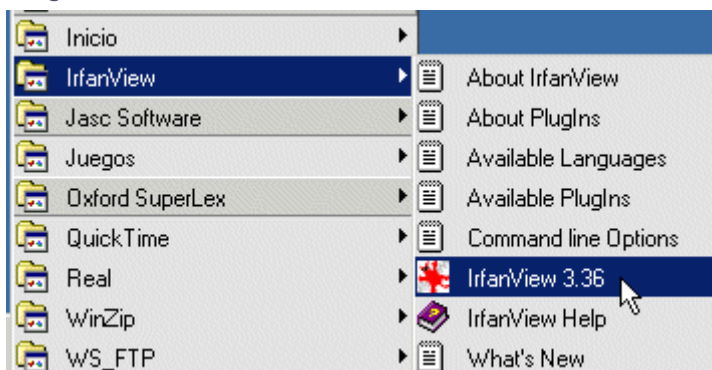 Inicio
IrfanView
Jasc Software
Juegos
Oxford SuperLex
QuickTime
Real
WinZip
WS_FTP
About IrfanView
About PlugIns
Available Languages
Available PlugIns
Command line Options
IrfanView 3.36
IrfanView Help
What's New